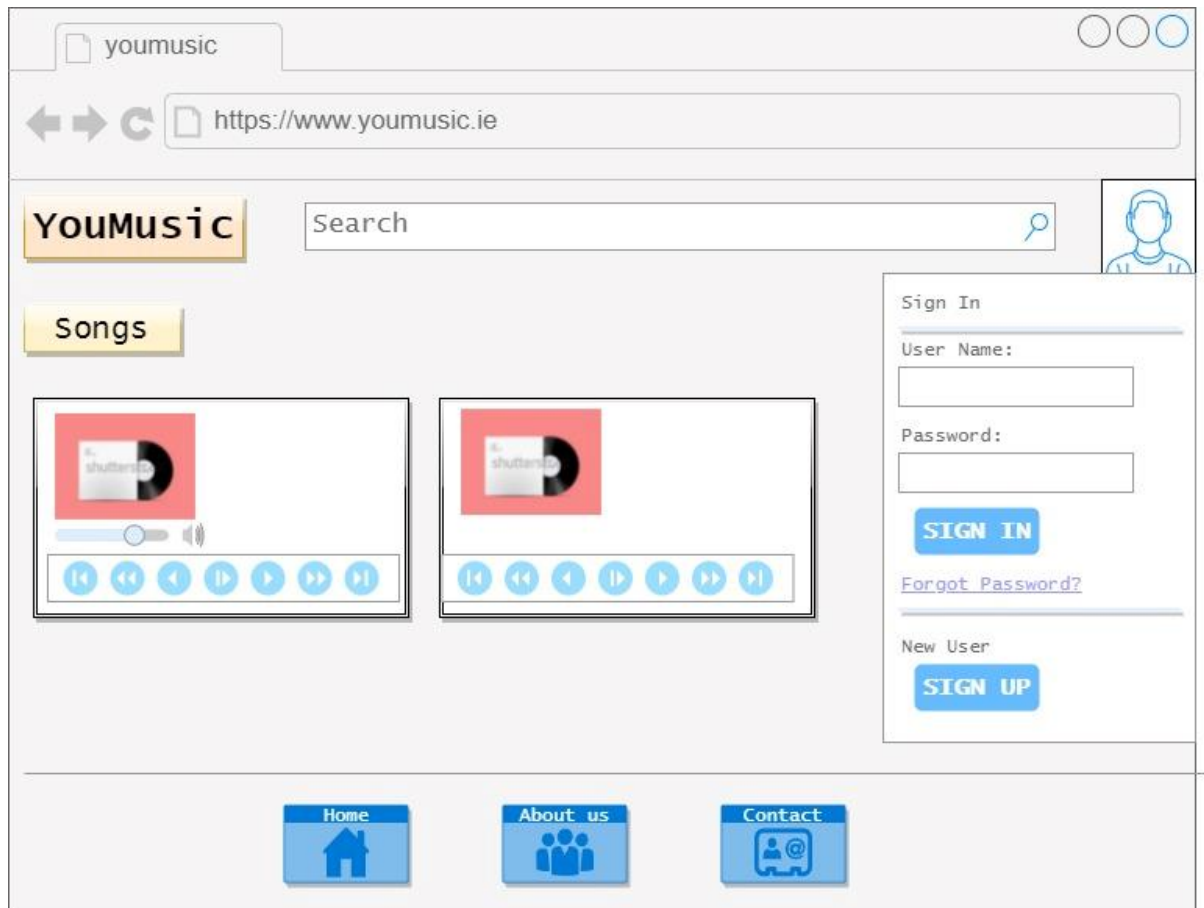 youmusic
https://www.youmusic.ie
YouMusic
Search
Songs
Sign In
User Name:
Password:
SIGN IN
Forgot Password?
New User
SIGN UP
Home
About us
Contact